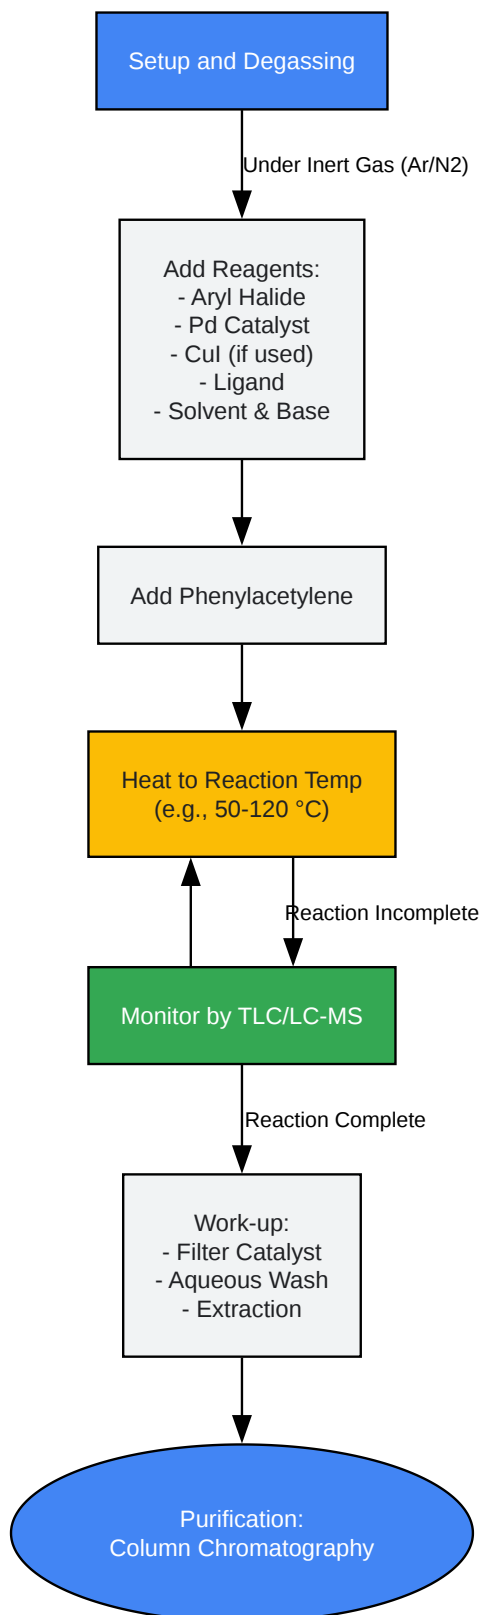 Setup and Degassing
Under Inert Gas (Ar/N2)
Add Reagents:
- Aryl Halide
- Pd Catalyst
- CuI (if used)
- Ligand
- Solvent & Base
Add Phenylacetylene
Heat to Reaction Temp
(e.g., 50-120 °C)
Reaction Incomplete
Monitor by TLC/LC-MS
Reaction Complete
Work-up:
- Filter Catalyst
- Aqueous Wash
- Extraction
Purification:
Column Chromatography